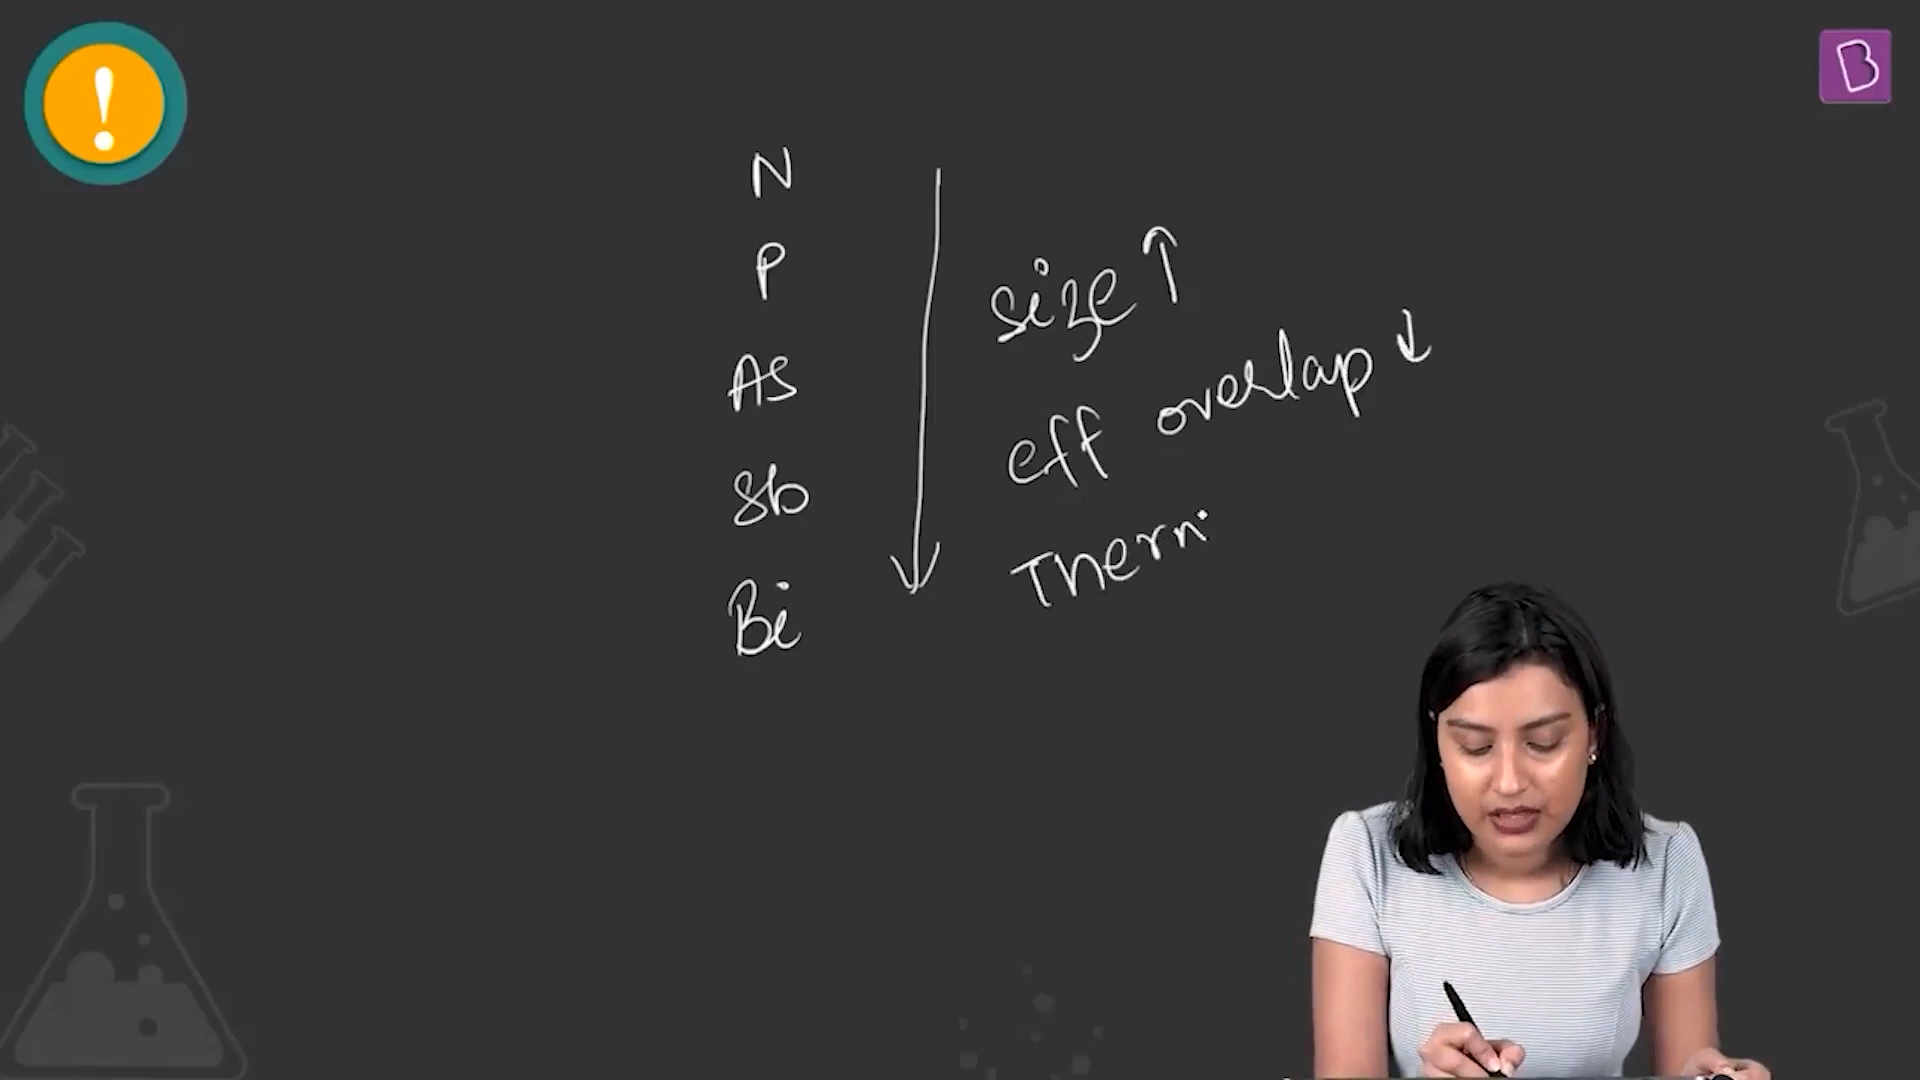 !
B
N
P
As
Sb
Bi
size ↑
eff overlap ↓
Therm